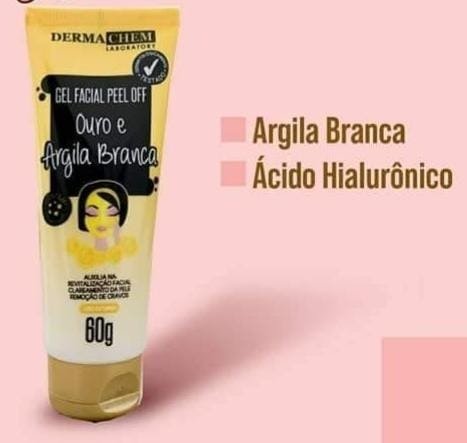 DERMACHEM
LABORATORY
TESTADO
GEL FACIAL PEEL OFF
Ouro e
Argila Branca
AUXILIA NA
REVITALIZAÇÃO FACIAL
CLAREAMENTO DA PELE
REMOÇÃO DE CRAVOS
60g
Argila Branca
Ácido Hialurônico